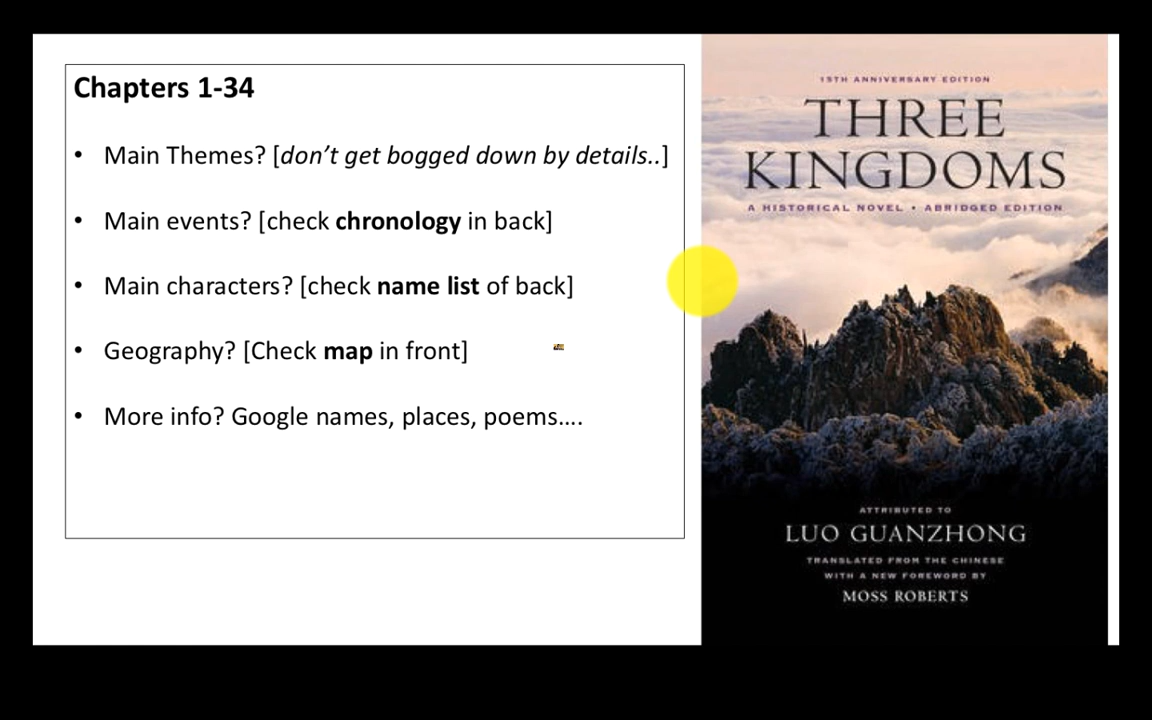 Chapters 1-34
• Main Themes? [don’t get bogged down by details..]
• Main events? [check chronology in back]
• Main characters? [check name list of back]
• Geography? [Check map in front]
• More info? Google names, places, poems….
15TH ANNIVERSARY EDITION
THREE
KINGDOMS
A HISTORICAL NOVEL • ABRIDGED EDITION
ATTRIBUTED TO
LUO GUANZHONG
TRANSLATED FROM THE CHINESE
WITH A NEW FOREWORD BY
MOSS ROBERTS